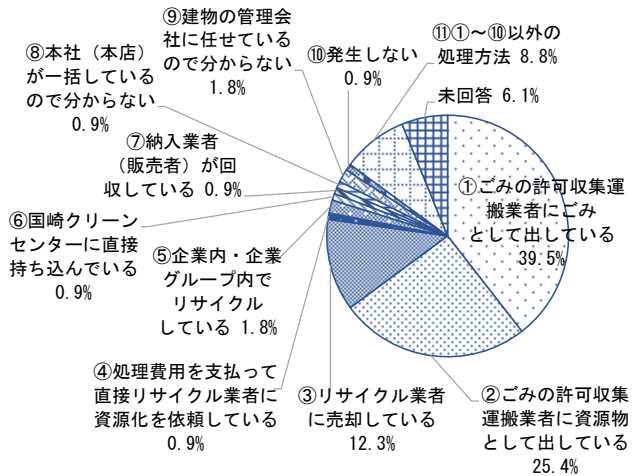 ①ごみの許可収集運
搬業者にごみ
として出している
39.5%
②ごみの許可収集
運搬業者に資源物
として出している
25.4%
③リサイクル業者
に売却している
12.3%
④処理費用を支払って
直接リサイクル業者に
資源化を依頼している
0.9%
⑤企業内・企業
グループ内で
リサイクル
している 1.8%
⑥国崎クリーン
センターに直接
持ち込んでいる
0.9%
⑦納入業者
（販売者）が回
収している 0.9%
⑧本社（本店）
が一括している
ので分からない
0.9%
⑨建物の管理会
社に任せている
ので分からない
1.8%
⑩発生しない
0.9%
⑪①～⑩以外の
処理方法 8.8%
未回答 6.1%